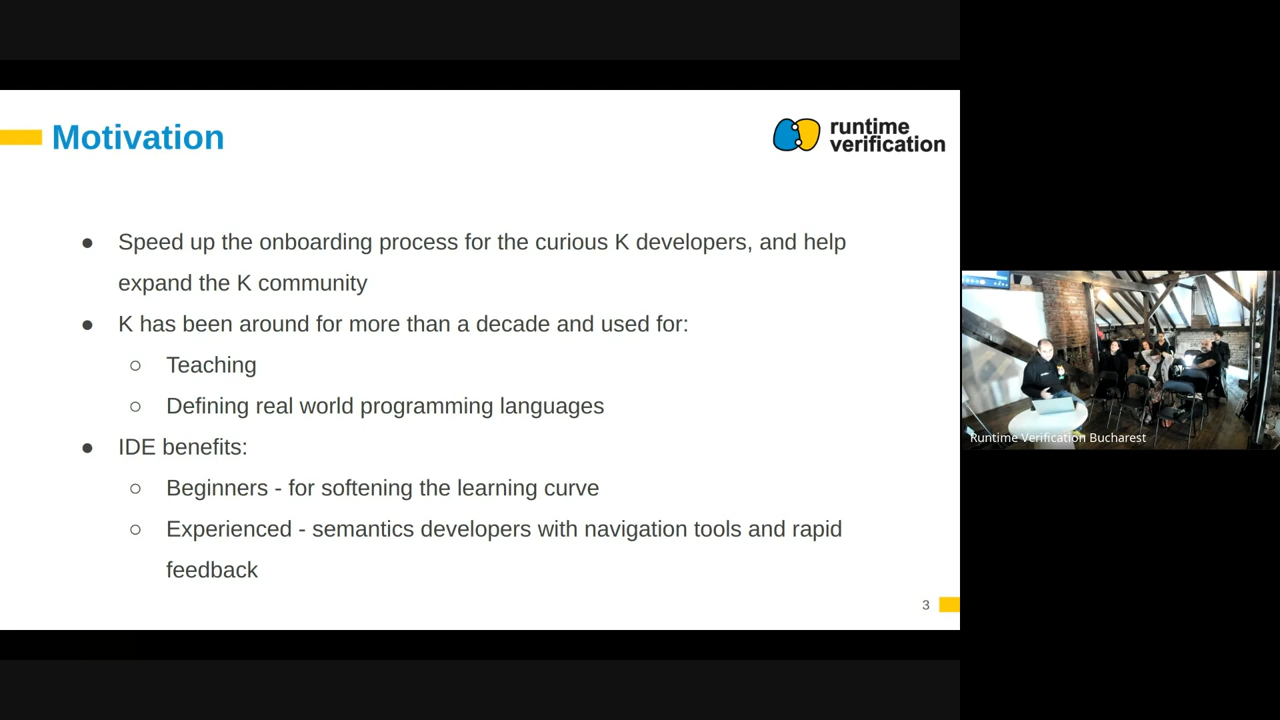 Motivation
runtime
verification
● Speed up the onboarding process for the curious K developers, and help
expand the K community
● K has been around for more than a decade and used for:
○ Teaching
○ Defining real world programming languages
● IDE benefits:
○ Beginners - for softening the learning curve
○ Experienced - semantics developers with navigation tools and rapid
feedback
3
Runtime Verification Bucharest